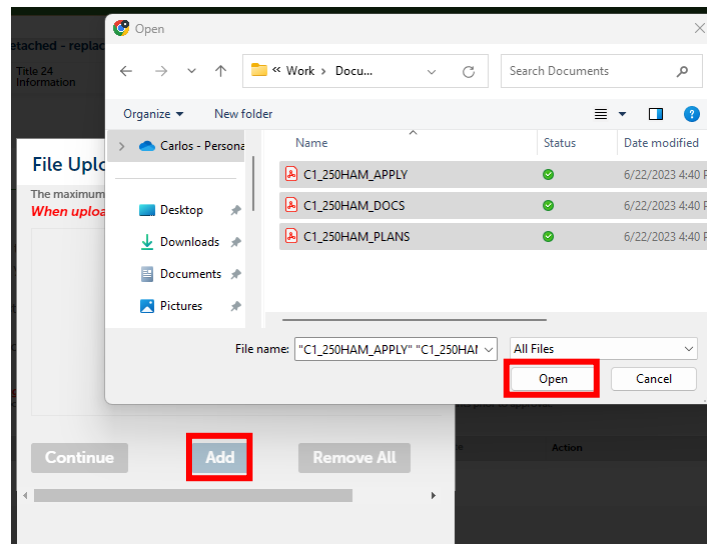 Open
etached - replac
Title 24
Information
« Work › Docu...
Search Documents
Organize
New folder
Carlos - Persona
Name
Status
Date modified
File Uplo
C1_250HAM_APPLY
6/22/2023 4:40 P
The maximum
When uploa
Desktop
C1_250HAM_DOCS
6/22/2023 4:40 P
Downloads
C1_250HAM_PLANS
6/22/2023 4:40 P
Documents
Pictures
File name:
"C1_250HAM_APPLY" "C1_250HAM
All Files
Open
Cancel
Continue
Add
Remove All
Action